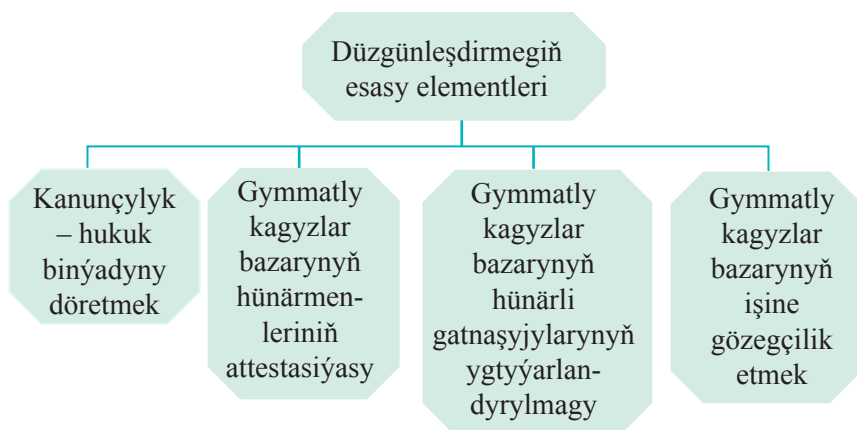 Düzgünleşdirmegiň
esasy elementleri
Kanunçylyk
– hukuk
binýadyny
döretmek
Gymmatly
kagyzlar
bazarynyň
hünärmen-
leriniň
attestasiýasy
Gymmatly
kagyzlar
bazarynyň
hünärli
gatnaşyjylarynyň
ygtyýarlan-
dyrylmagy
Gymmatly
kagyzlar
bazarynyň
işine
gözegçilik
etmek